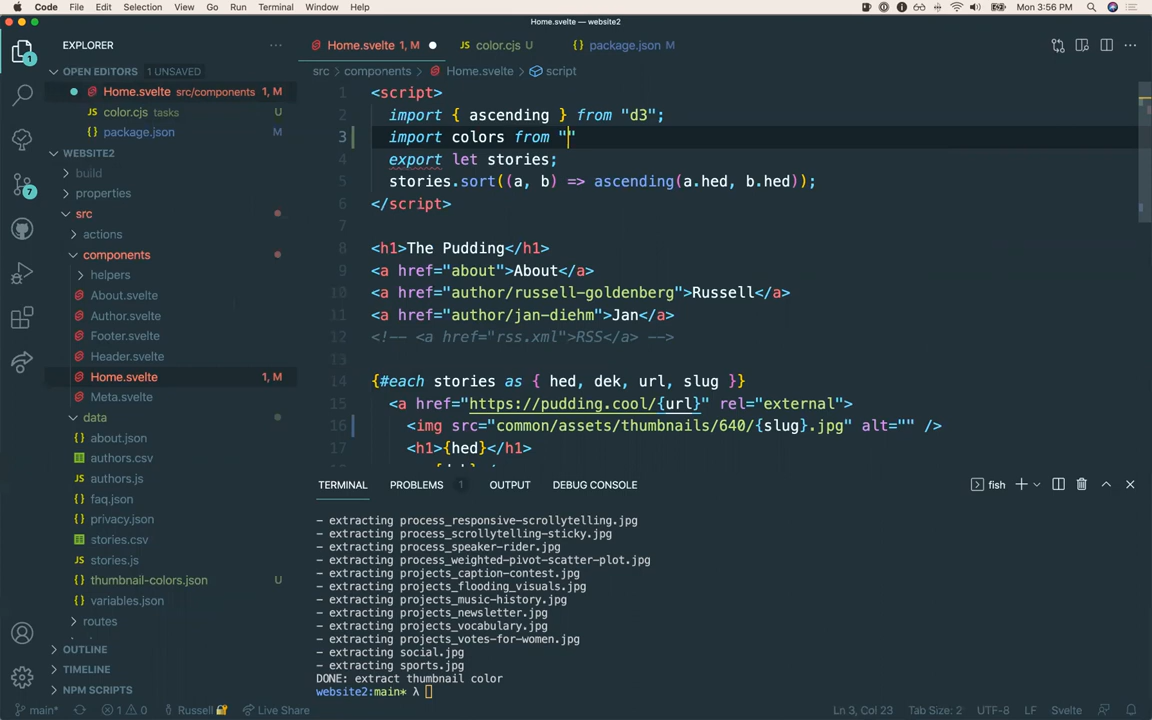 Code File Edit Selection View Go Run Terminal Window Help
Mon 3:56 PM
Home.svelte — website2
EXPLORER
OPEN EDITORS 1 UNSAVED
Home.svelte src/components 1, M
color.cjs tasks U
package.json M
WEBSITE2
build
properties
src
actions
components
helpers
About.svelte
Author.svelte
Footer.svelte
Header.svelte
Home.svelte 1, M
Meta.svelte
data
about.json
authors.csv
authors.js
faq.json
privacy.json
stories.csv
stories.js
thumbnail-colors.json U
variables.json
routes
OUTLINE
TIMELINE
NPM SCRIPTS
1
7
Home.svelte 1, M
color.cjs U
package.json M
src > components > Home.svelte > script
1 <script>
2 import { ascending } from "d3";
3 import colors from ""
4 export let stories;
5 stories.sort((a, b) => ascending(a.hed, b.hed));
6 </script>
7
8 <h1>The Pudding</h1>
9 <a href="about">About</a>
10 <a href="author/russell-goldenberg">Russell</a>
11 <a href="author/jan-diehm">Jan</a>
12 <!-- <a href="rss.xml">RSS</a> -->
13
14 {#each stories as { hed, dek, url, slug }}
15 <a href="https://pudding.cool/{url}" rel="external">
16 <img src="common/assets/thumbnails/640/{slug}.jpg" alt="" />
17 <h1>{hed}</h1>
TERMINAL PROBLEMS 1 OUTPUT DEBUG CONSOLE
fish
- extracting process_responsive-scrollytelling.jpg
- extracting process_scrollytelling-sticky.jpg
- extracting process_speaker-rider.jpg
- extracting process_weighted-pivot-scatter-plot.jpg
- extracting projects_caption-contest.jpg
- extracting projects_flooding_visuals.jpg
- extracting projects_music-history.jpg
- extracting projects_newsletter.jpg
- extracting projects_vocabulary.jpg
- extracting projects_votes-for-women.jpg
- extracting social.jpg
- extracting sports.jpg
DONE: extract thumbnail color
website2:main* λ
main* 1 0 Russell Live Share
Ln 3, Col 23 Tab Size: 2 UTF-8 LF Svelte